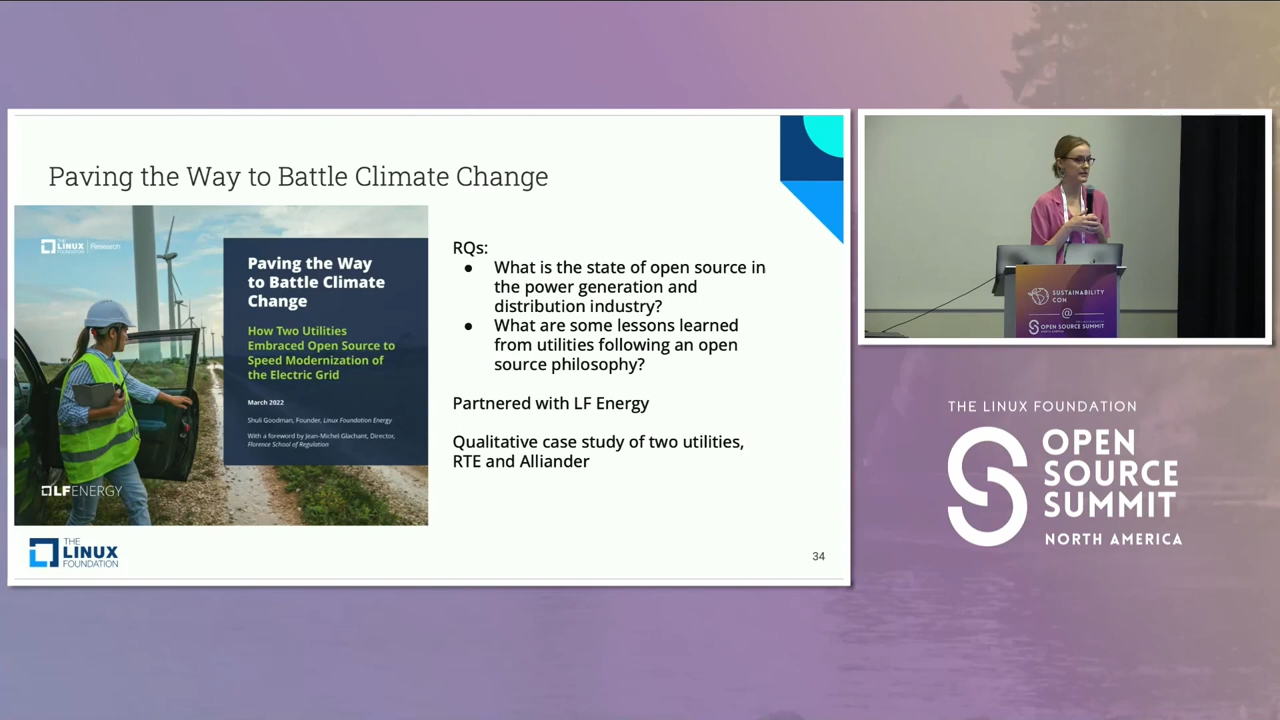 Paving the Way to Battle Climate Change
THE
LINUX
FOUNDATION
Research
Paving the Way
to Battle Climate
Change
How Two Utilities
Embraced Open Source to
Speed Modernization of
the Electric Grid
March 2022
Shuli Goodman, Founder, Linux Foundation Energy
With a foreword by Jean-Michel Glachant, Director,
Florence School of Regulation
LFENERGY
RQs:
● What is the state of open source in
the power generation and
distribution industry?
● What are some lessons learned
from utilities following an open
source philosophy?
Partnered with LF Energy
Qualitative case study of two utilities,
RTE and Alliander
THE
LINUX
FOUNDATION
34
SUSTAINABILITY
CON
@
OPEN SOURCE SUMMIT
THE LINUX FOUNDATION
OPEN
SOURCE
SUMMIT
NORTH AMERICA